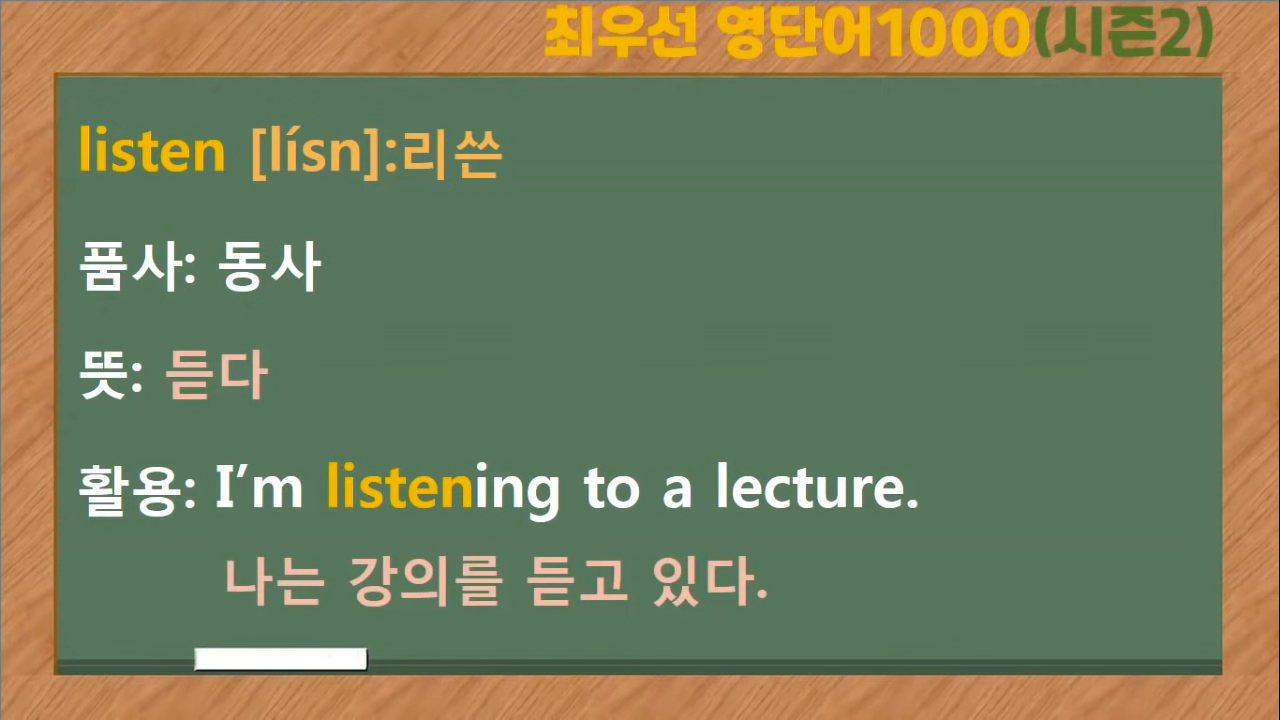 최우선 영단어1000(시즌2)
listen [lísn]:리쓴
품사: 동사
뜻: 듣다
활용: I’m listening to a lecture.
나는 강의를 듣고 있다.